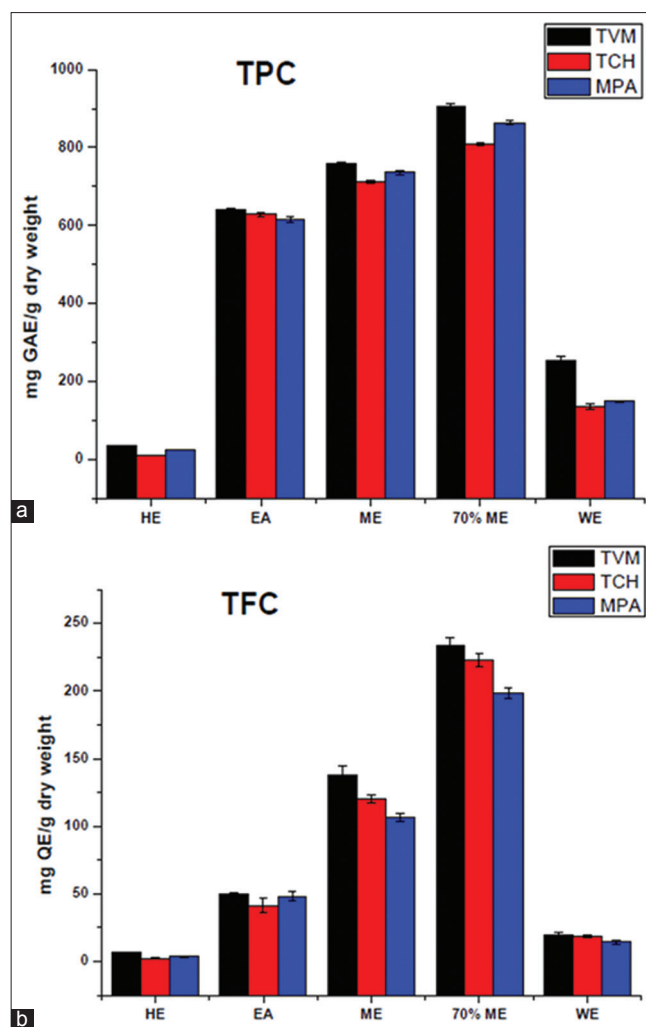 TPC
TVM
TCH
MPA
mg GAE/g dry weight
1000
800
600
400
200
0
HE EA ME 70% ME WE
a
TFC
TVM
TCH
MPA
mg QE/g dry weight
250
200
150
100
50
0
HE EA ME 70% ME WE
b